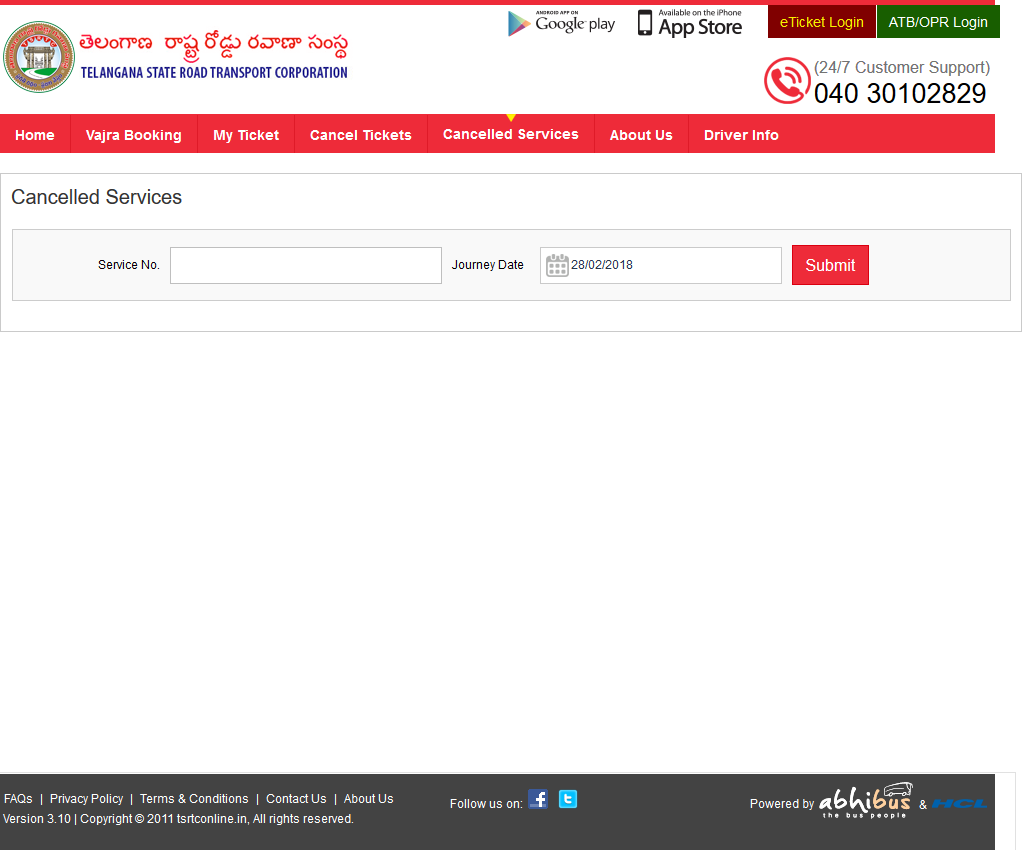 ANDROID APP ON
Google play
Available on the iPhone
App Store
eTicket Login
ATB/OPR Login
తెలంగాణ రాష్ట్ర రోడ్డు రవాణా సంస్థ
TELANGANA STATE ROAD TRANSPORT CORPORATION
(24/7 Customer Support)
040 30102829
Home
Vajra Booking
My Ticket
Cancel Tickets
Cancelled Services
About Us
Driver Info
Cancelled Services
Service No.
Journey Date
28/02/2018
Submit
FAQs | Privacy Policy | Terms & Conditions | Contact Us | About Us
Version 3.10 | Copyright © 2011 tsrtconline.in, All rights reserved.
Follow us on:
Powered by abhibus & HCL
the bus people